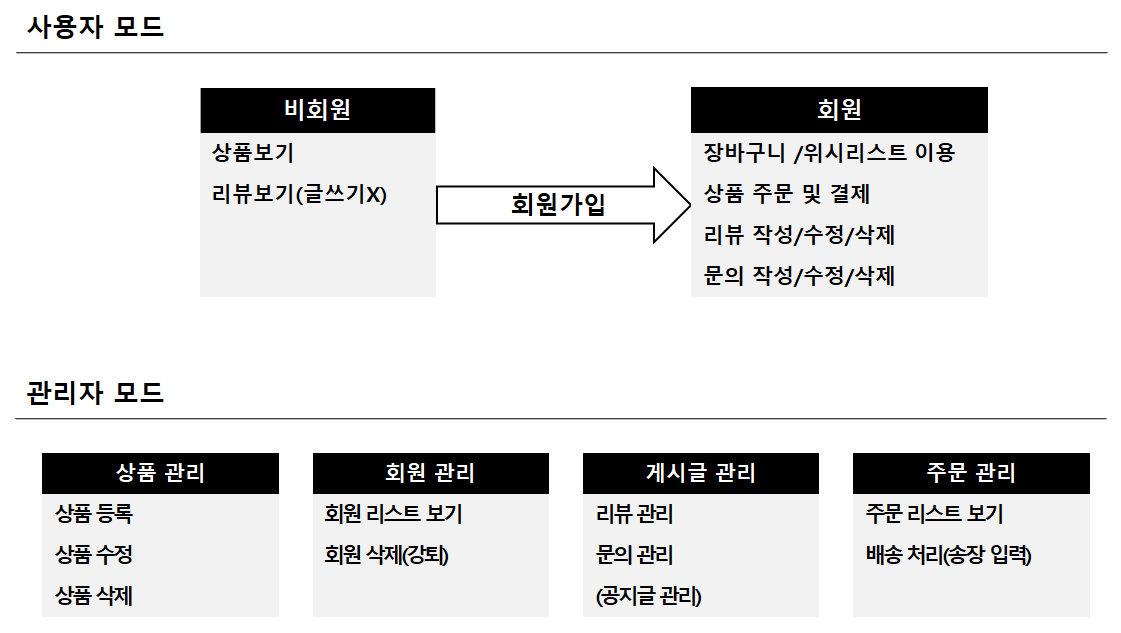 사용자 모드
비회원
상품보기
리뷰보기(글쓰기X)
회원가입
회원
장바구니 /위시리스트 이용
상품 주문 및 결제
리뷰 작성/수정/삭제
문의 작성/수정/삭제
관리자 모드
상품 관리
상품 등록
상품 수정
상품 삭제
회원 관리
회원 리스트 보기
회원 삭제(강퇴)
게시글 관리
리뷰 관리
문의 관리
(공지글 관리)
주문 관리
주문 리스트 보기
배송 처리(송장 입력)